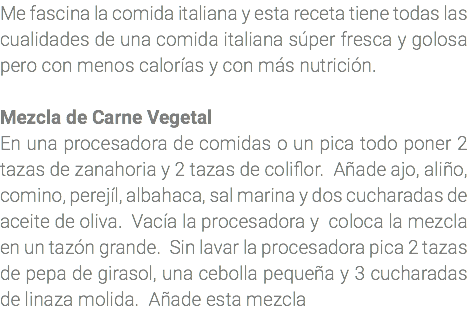 Me fascina la comida italiana y esta receta tiene todas las
cualidades de una comida italiana súper fresca y golosa
pero con menos calorías y con más nutrición.

Mezcla de Carne Vegetal
En una procesadora de comidas o un pica todo poner 2
tazas de zanahoria y 2 tazas de coliflor.  Añade ajo, aliño,
comino, perejíl, albahaca, sal marina y dos cucharadas de
aceite de oliva.  Vacía la procesadora y  coloca la mezcla
en un tazón grande.  Sin lavar la procesadora pica 2 tazas
de pepa de girasol, una cebolla pequeña y 3 cucharadas
de linaza molida.  Añade esta mezcla